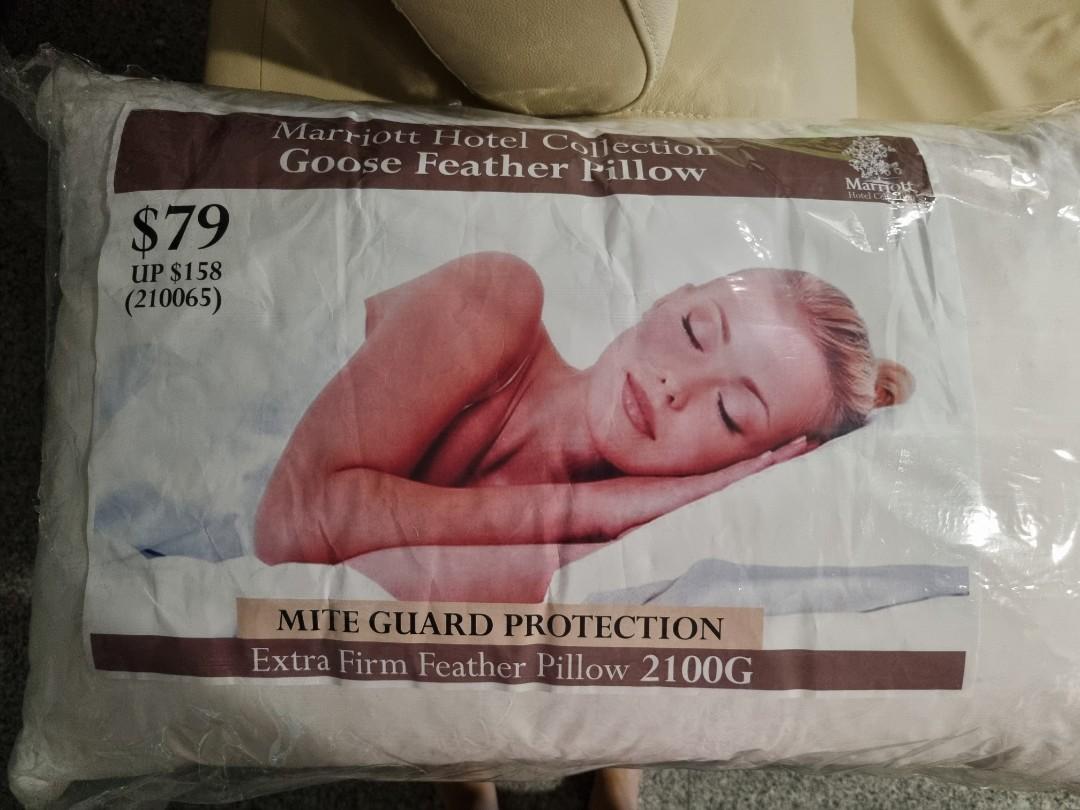 Marriott Hotel Collection
Goose Feather Pillow
Marriott
Hotel
$79
UP $158
(210065)
MITE GUARD PROTECTION
Extra Firm Feather Pillow 2100G